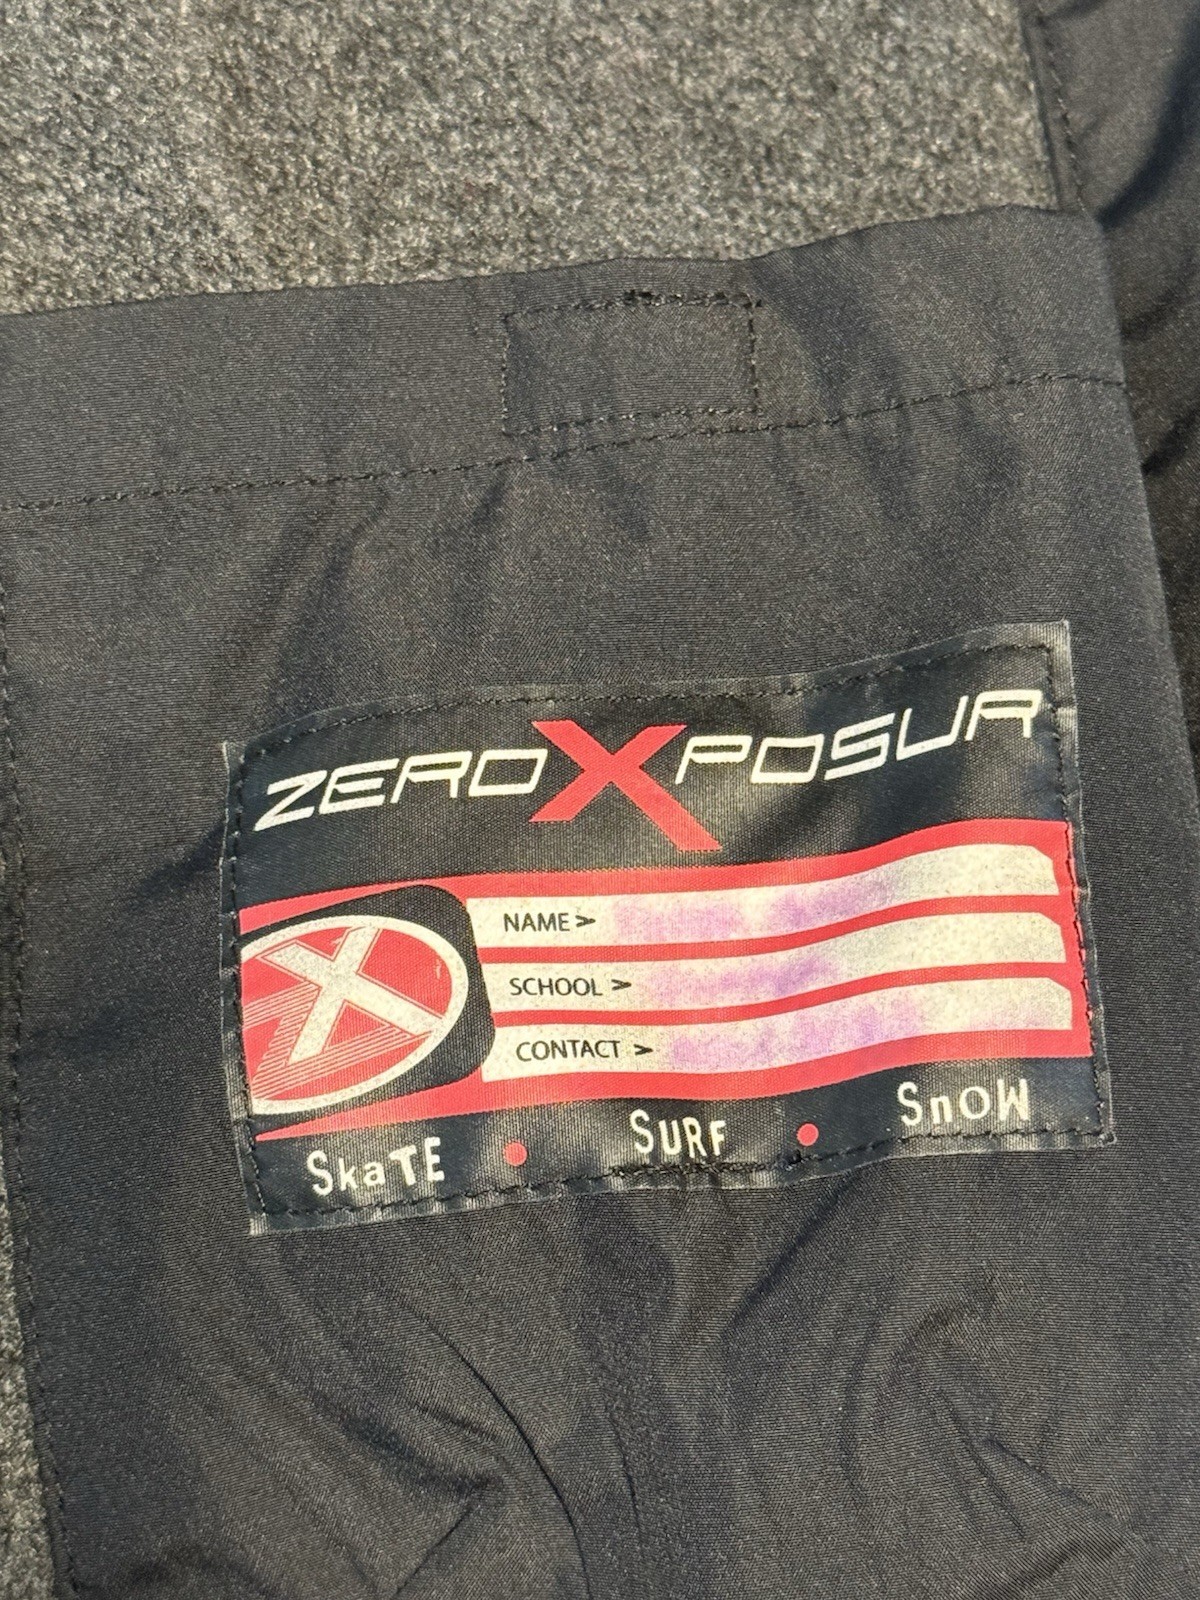 ZEROXPOSUR
NAME >
SCHOOL >
CONTACT >
SkaTE • SURF • SnOW